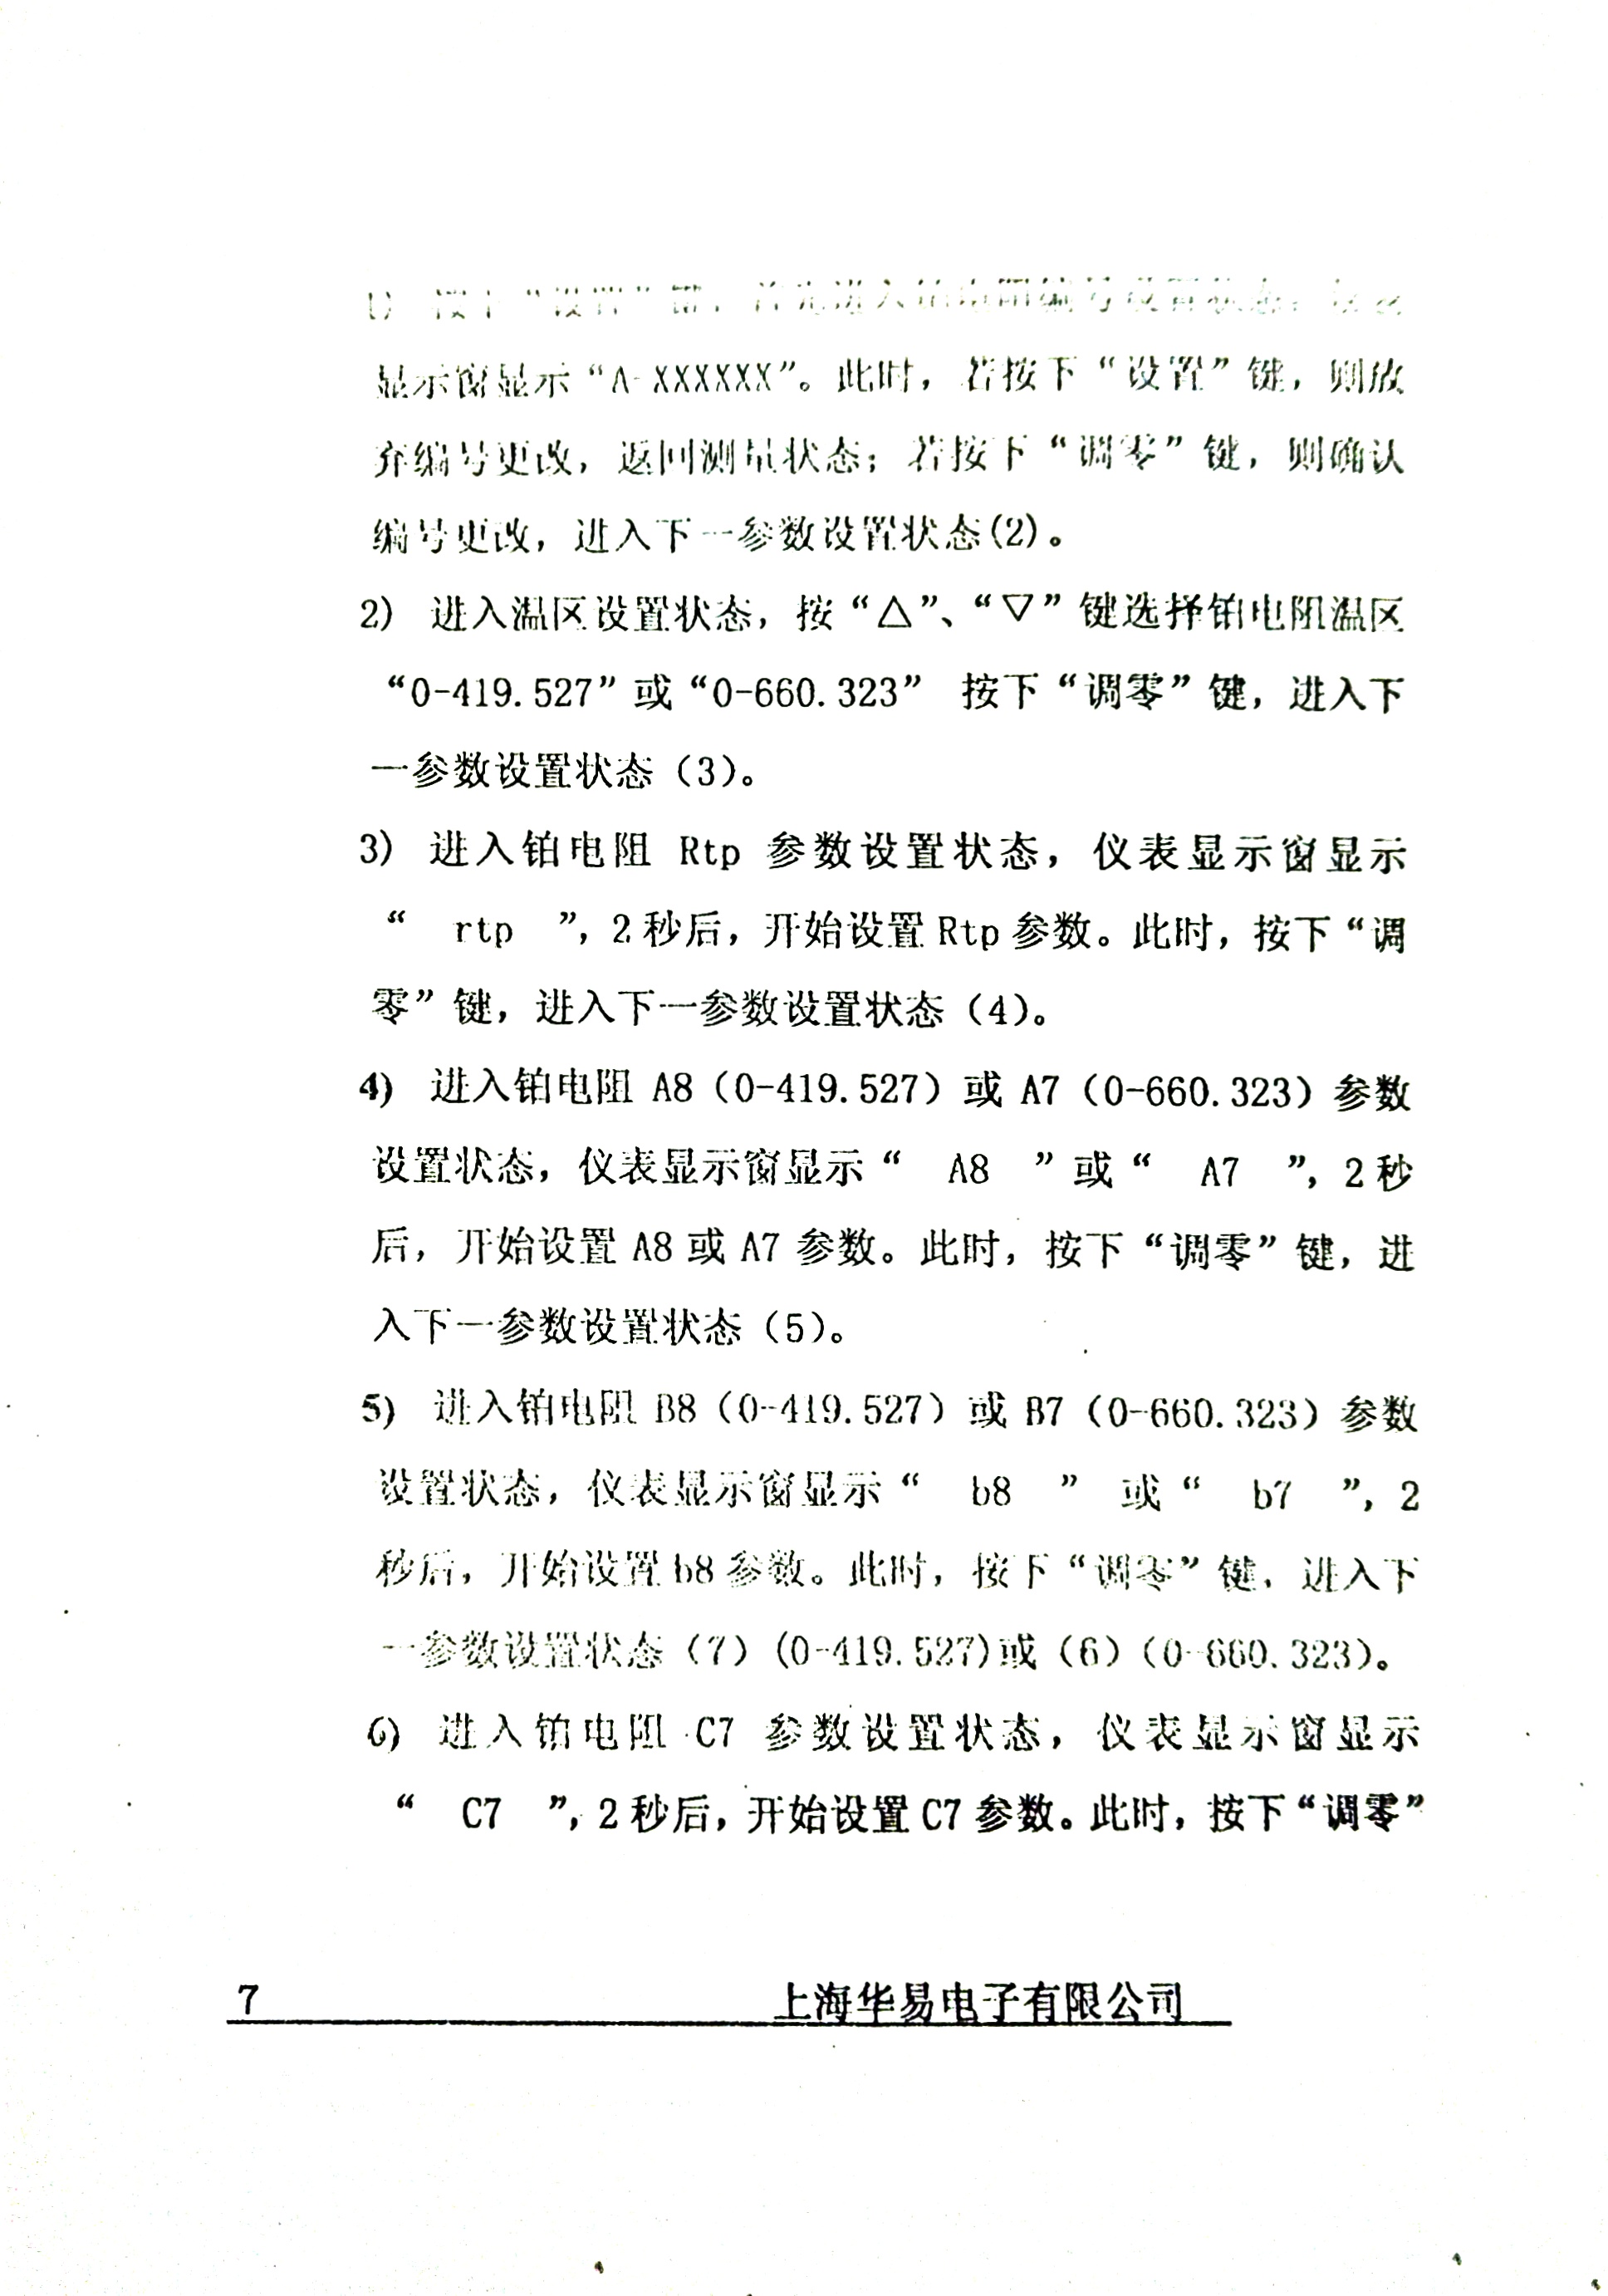 1) 按下“设置”键，首先进入铂电阻编号设置状态，仪表
显示窗显示“A-XXXXXX”。此时，若按下“设置”键，则放
弃编号更改，返回测量状态；若按下“调零”键，则确认
编号更改，进入下一参数设置状态(2)。
2) 进入温区设置状态，按“△”、“▽”键选择铂电阻温区
“0-419.527”或“0-660.323” 按下“调零”键，进入下
一参数设置状态（3）。
3) 进入铂电阻 Rtp 参数设置状态，仪表显示窗显示
“ rtp ”，2秒后，开始设置 Rtp 参数。此时，按下“调
零”键，进入下一参数设置状态（4）。
4) 进入铂电阻 A8（0-419.527）或 A7（0-660.323）参数
设置状态，仪表显示窗显示“ A8 ”或“ A7 ”，2秒
后，开始设置 A8 或 A7 参数。此时，按下“调零”键，进
入下一参数设置状态（5）。
5) 进入铂电阻 B8（0-419.527）或 B7（0-660.323）参数
设置状态，仪表显示窗显示“ b8 ” 或“ b7 ”，2
秒后，开始设置 b8 参数。此时，按下“调零”键，进入下
一参数设置状态（7）(0-419.527)或（6）（0-660.323）。
6) 进入铂电阻 C7 参数设置状态，仪表显示窗显示
“ C7 ”，2秒后，开始设置 C7 参数。此时，按下“调零”
7 上海华易电子有限公司